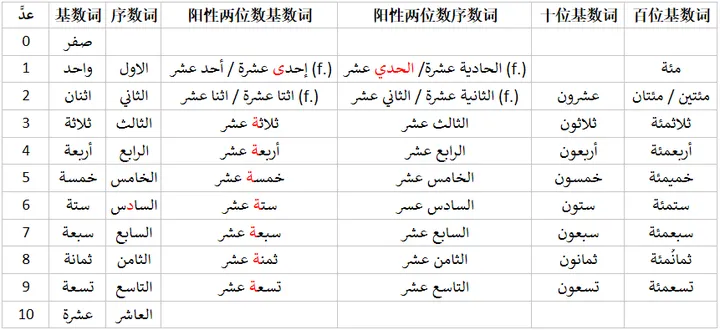 عدَّ 基数词 序数词 阳性两位数基数词 阳性两位数序数词 十位基数词 百位基数词
0 صفر
1 واحد الاول (f.) إحدى عشرة / أحد عشر (f.) الحادية عشرة/ الحدي عشر مئة
2 اثنان الثاني (f.) اثتا عشرة / اثنا عشر (f.) الثانية عشرة / الثاني عشر عشرون مئتين / مئتان
3 ثلاثة الثالث ثلاثة عشر الثالث عشر ثلاثون ثلاثمئة
4 أربعة الرابع أربعة عشر الرابع عشر أربعون أربعمئة
5 خمسة الخامس خمسة عشر الخامس عشر خمسون خميمئة
6 ستة السادس ستة عشر السادس عسر ستون ستمئة
7 سبعة السابع سبعة عشر السابع عشر سبعون سبعمئة
8 ثمانة الثامن ثمنة عشر الثامن عشر ثمانون ثمانُمئة
9 تسعة التاسع تسعة عشر التاسع عشر تسعون تسعمئة
10 عشرة العاشر